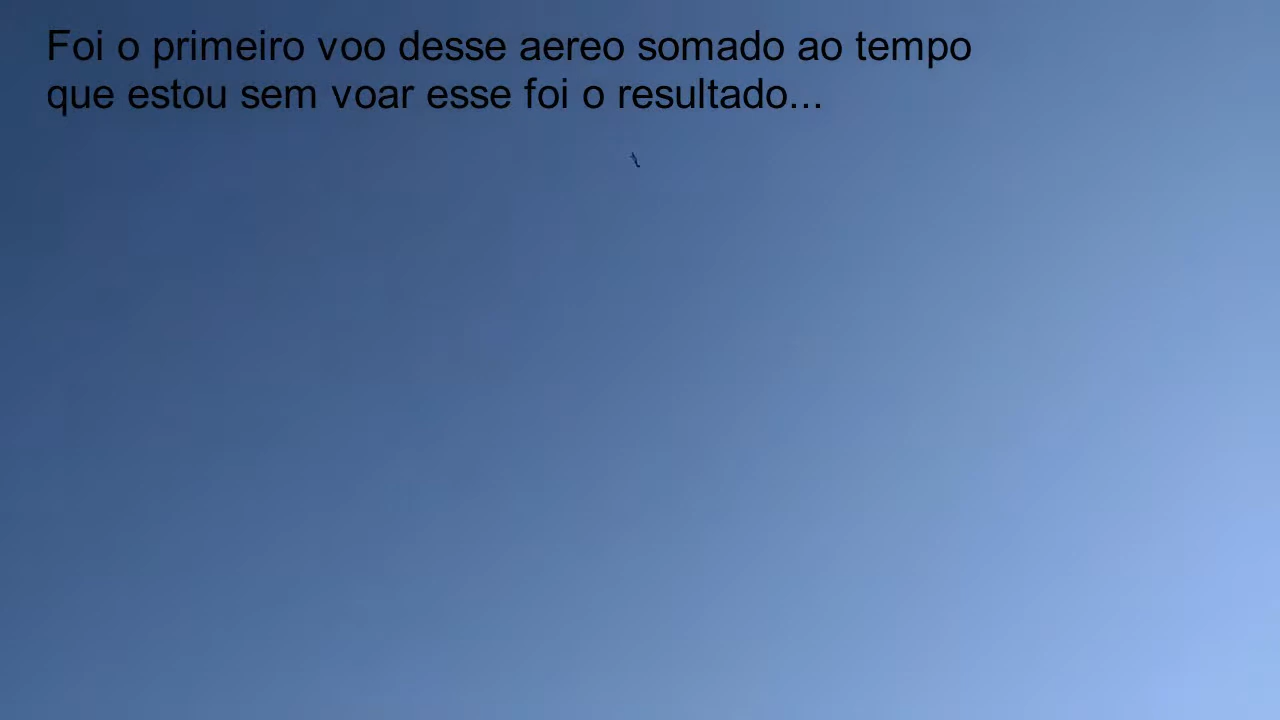 Foi o primeiro voo desse aereo somado ao tempo
que estou sem voar esse foi o resultado...